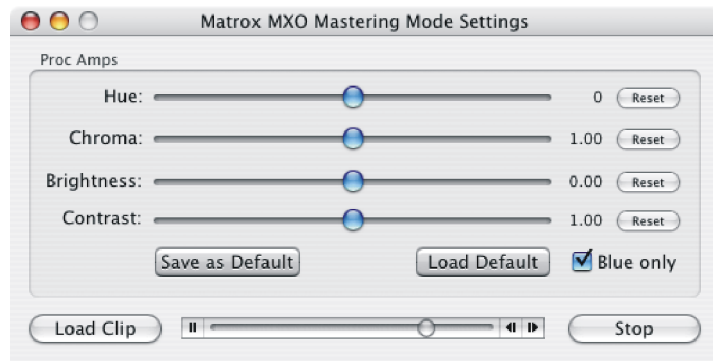 Matrox MXO Mastering Mode Settings
Proc Amps
Hue: 0 Reset
Chroma: 1.00 Reset
Brightness: 0.00 Reset
Contrast: 1.00 Reset
Save as Default Load Default Blue only
Load Clip Stop